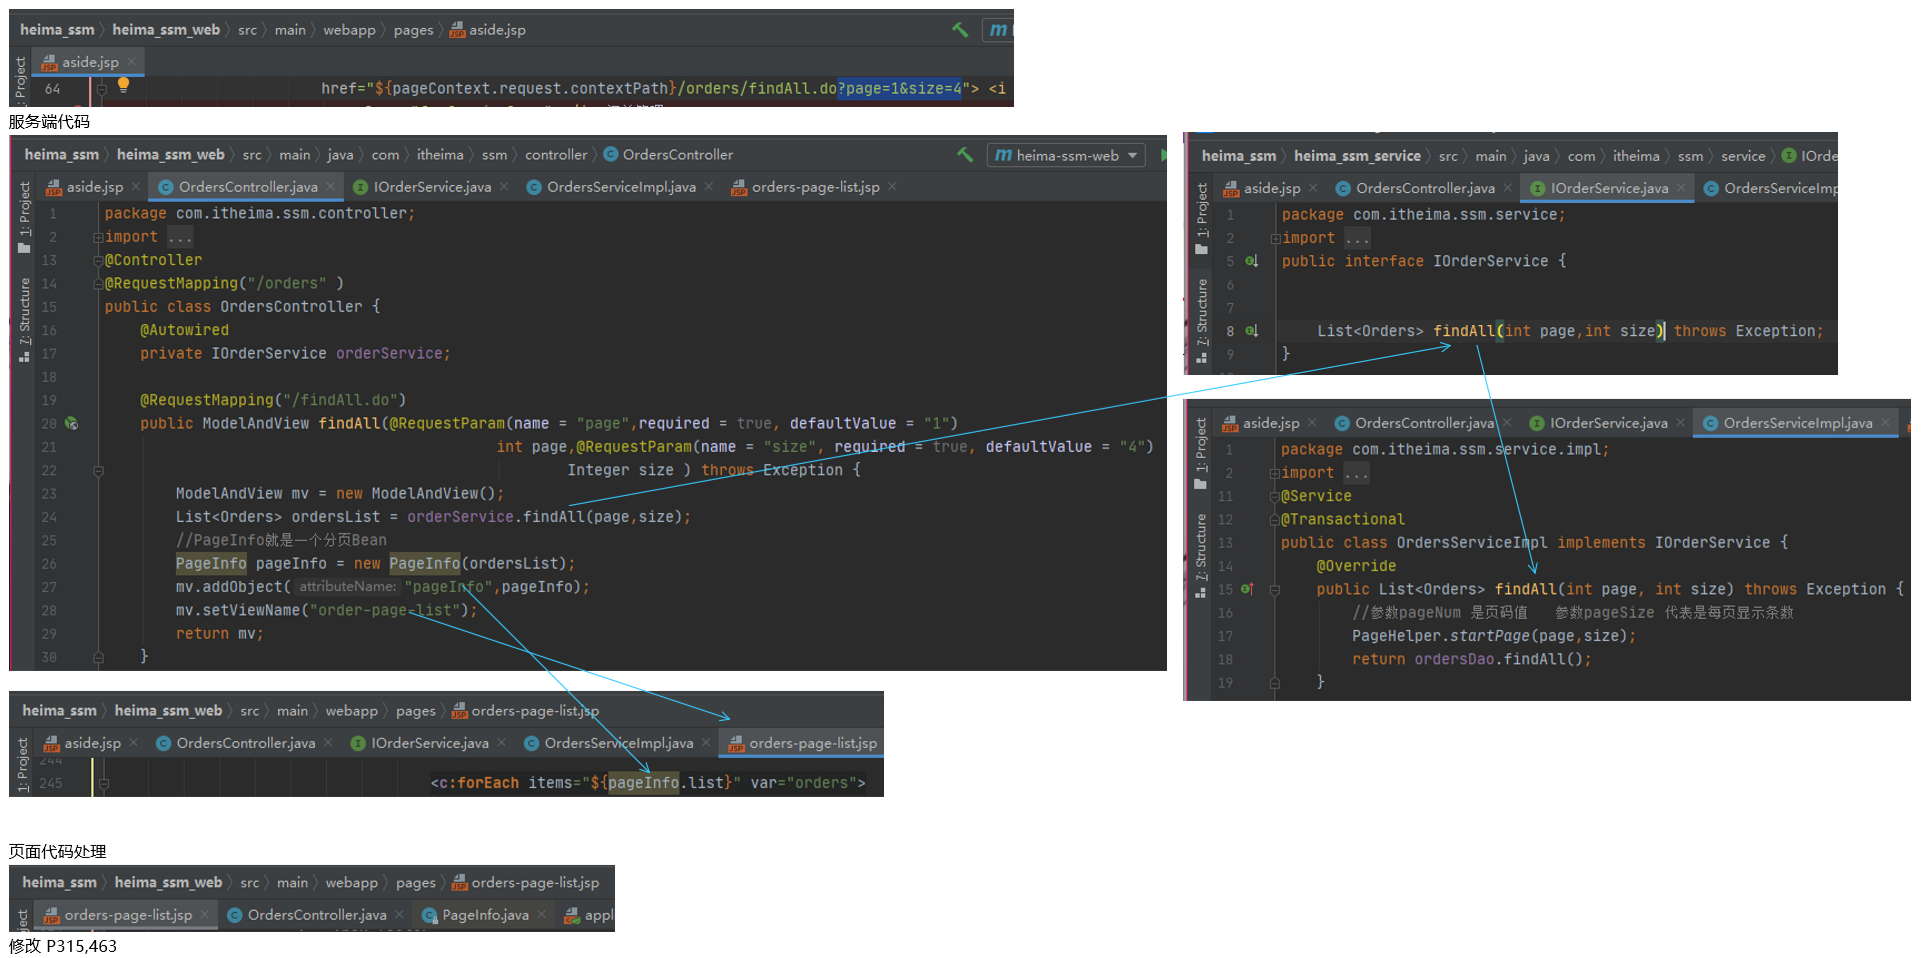 heima_ssm 〉 heima_ssm_web 〉 src 〉 main 〉 webapp 〉 pages 〉 aside.jsp
aside.jsp ×
Project
64 href="${pageContext.request.contextPath}/orders/findAll.do?page=1&size=4"> <i
服务端代码
heima_ssm 〉 heima_ssm_web 〉 src 〉 main 〉 java 〉 com 〉 itheima 〉 ssm 〉 controller 〉 OrdersController
heima-ssm-web
aside.jsp × OrdersController.java × IOrderService.java × OrdersServiceImpl.java × orders-page-list.jsp ×
1: Project
7: Structure
1 package com.itheima.ssm.controller;
2 import ...
13 @Controller
14 @RequestMapping("/orders" )
15 public class OrdersController {
16 @Autowired
17 private IOrderService orderService;
18
19 @RequestMapping("/findAll.do")
20 public ModelAndView findAll(@RequestParam(name = "page",required = true, defaultValue = "1")
21 int page,@RequestParam(name = "size", required = true, defaultValue = "4")
22 Integer size ) throws Exception {
23 ModelAndView mv = new ModelAndView();
24 List<Orders> ordersList = orderService.findAll(page,size);
25 //PageInfo就是一个分页Bean
26 PageInfo pageInfo = new PageInfo(ordersList);
27 mv.addObject( attributeName: "pageInfo",pageInfo);
28 mv.setViewName("order-page-list");
29 return mv;
30 }
heima_ssm 〉 heima_ssm_service 〉 src 〉 main 〉 java 〉 com 〉 itheima 〉 ssm 〉 service 〉 IOrde
aside.jsp × OrdersController.java × IOrderService.java × OrdersServiceImp
1: Project
7: Structure
1 package com.itheima.ssm.service;
2 import ...
5 public interface IOrderService {
6
7
8 List<Orders> findAll(int page,int size) throws Exception;
9 }
aside.jsp × OrdersController.java × IOrderService.java × OrdersServiceImpl.java ×
1: Project
7: Structure
1 package com.itheima.ssm.service.impl;
2 import ...
11 @Service
12 @Transactional
13 public class OrdersServiceImpl implements IOrderService {
14 @Override
15 public List<Orders> findAll(int page, int size) throws Exception {
16 //参数pageNum 是页码值 参数pageSize 代表是每页显示条数
17 PageHelper.startPage(page,size);
18 return ordersDao.findAll();
19 }
heima_ssm 〉 heima_ssm_web 〉 src 〉 main 〉 webapp 〉 pages 〉 orders-page-list.jsp
aside.jsp × OrdersController.java × IOrderService.java × OrdersServiceImpl.java × orders-page-list.jsp
1: Project
244
245 <c:forEach items="${pageInfo.list}" var="orders">
页面代码处理
heima_ssm 〉 heima_ssm_web 〉 src 〉 main 〉 webapp 〉 pages 〉 orders-page-list.jsp
orders-page-list.jsp × OrdersController.java × PageInfo.java × appl
ject
修改 P315,463